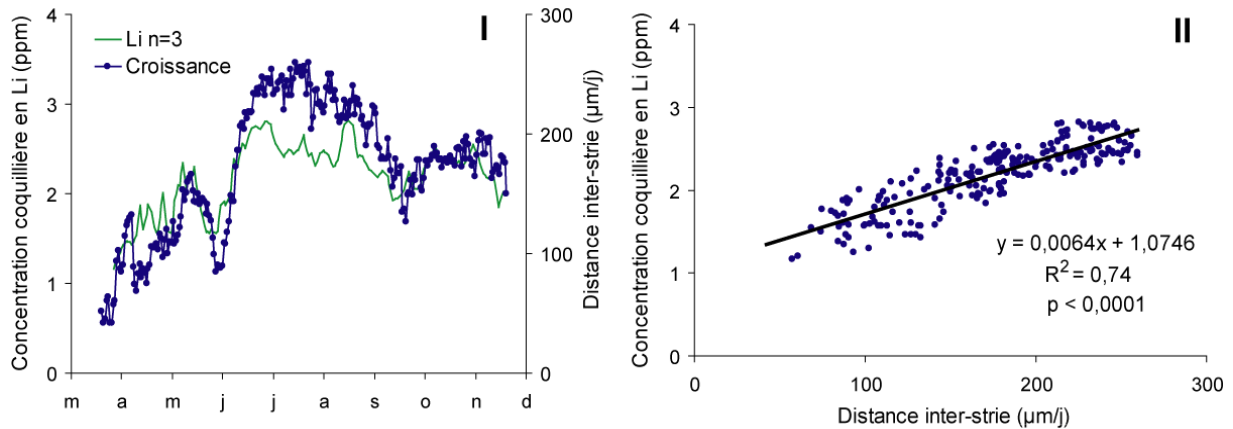 I
Li n=3
Croissance
Concentration coquillière en Li (ppm)
4
3
2
1
0
300
200
100
0
Distance inter-strie (µm/j)
m a m j j a s o n d
II
Concentration coquillière en Li (ppm)
4
3
2
1
0
y = 0,0064x + 1,0746
R² = 0,74
p < 0,0001
0 100 200 300
Distance inter-strie (µm/j)